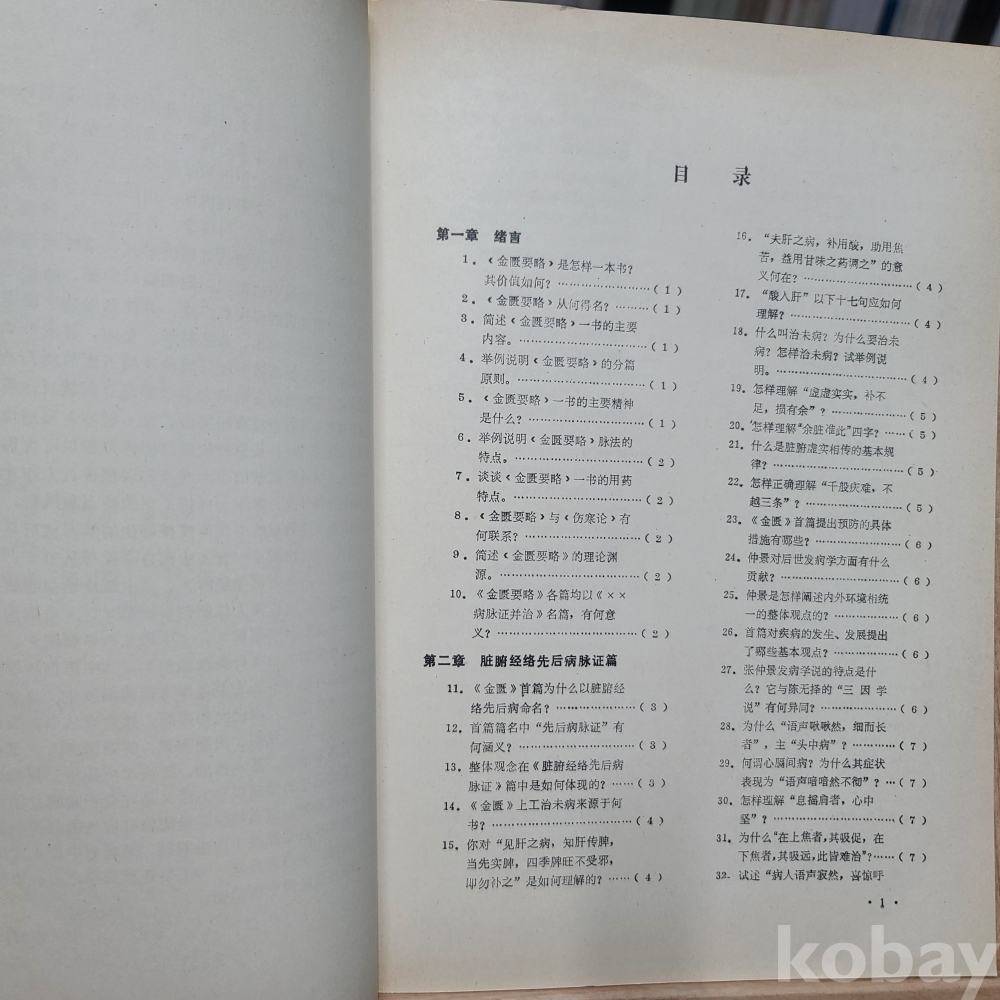 目 录
第一章 绪言
1.《金匮要略》是怎样一本书?
其价值如何?……………………(1)
2.《金匮要略》从何得名?………(1)
3.简述《金匮要略》一书的主要
内容。………………………(1)
4.举例说明《金匮要略》的分篇
原则。………………………(1)
5.《金匮要略》一书的主要精神
是什么?……………………(1)
6.举例说明《金匮要略》脉法的
特点。………………………(2)
7.谈谈《金匮要略》一书的用药
特点。………………………(2)
8.《金匮要略》与《伤寒论》有
何联系?……………………(2)
9.简述《金匮要略》的理论渊
源。…………………………(2)
10.《金匮要略》各篇均以《××
病脉证并治》名篇,有何意
义?…………………………(2)
第二章 脏腑经络先后病脉证篇
11.《金匮》首篇为什么以脏腑经
络先后病命名?………………(3)
12.首篇篇名中“先后病脉证”有
何涵义?……………………(3)
13.整体观念在《脏腑经络先后病
脉证》篇中是如何体现的?……(3)
14.《金匮》上工治未病来源于何
书?…………………………(4)
15.你对“见肝之病,知肝传脾,
当先实脾,四季脾旺不受邪,
即勿补之”是如何理解的?……(4)
16.“夫肝之病,补用酸,助用焦
苦,益用甘味之药调之”的意
义何在?……………………(4)
17.“酸入肝”以下十七句应如何
理解?………………………(4)
18.什么叫治未病?为什么要治未
病?怎样治未病?试举例说
明。…………………………(4)
19.怎样理解“虚虚实实,补不
足,损有余”?………………(5)
20.怎样理解“余脏准此”四字?……(5)
21.什么是脏腑虚实相传的基本规
律?…………………………(5)
22.怎样正确理解“千般疢难,不
越三条”?……………………(5)
23.《金匮》首篇提出预防的具体
措施有哪些?…………………(6)
24.仲景对后世发病学方面有什么
贡献?………………………(6)
25.仲景是怎样阐述内外环境相统
一的整体观点的?……………(6)
26.首篇对疾病的发生、发展提出
了哪些基本观点?……………(6)
27.张仲景发病学说的特点是什
么?它与陈无择的“三因学
说”有何异同?………………(6)
28.为什么“语声啾啾然,细而长
者”,主“头中病”?…………(7)
29.何谓心膈间病?为什么其症状
表现为“语声喑喑然不彻”?…(7)
30.怎样理解“息摇肩者,心中
坚”?…………………………(7)
31.为什么“在上焦者,其吸促,在
下焦者,其吸远,此皆难治”?……(7)
32.试述“病人语声寂然,喜惊呼
·1·
kobay